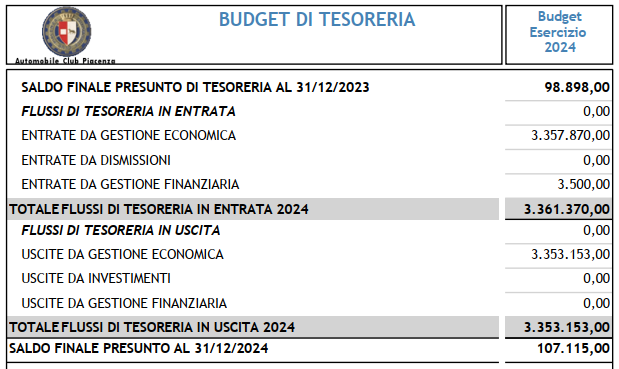 BUDGET DI TESORERIA
Budget
Esercizio
2024
Automobile Club Piacenza
SALDO FINALE PRESUNTO DI TESORERIA AL 31/12/2023 98.898,00
FLUSSI DI TESORERIA IN ENTRATA 0,00
ENTRATE DA GESTIONE ECONOMICA 3.357.870,00
ENTRATE DA DISMISSIONI 0,00
ENTRATE DA GESTIONE FINANZIARIA 3.500,00
TOTALE FLUSSI DI TESORERIA IN ENTRATA 2024 3.361.370,00
FLUSSI DI TESORERIA IN USCITA 0,00
USCITE DA GESTIONE ECONOMICA 3.353.153,00
USCITE DA INVESTIMENTI 0,00
USCITE DA GESTIONE FINANZIARIA 0,00
TOTALE FLUSSI DI TESORERIA IN USCITA 2024 3.353.153,00
SALDO FINALE PRESUNTO AL 31/12/2024 107.115,00